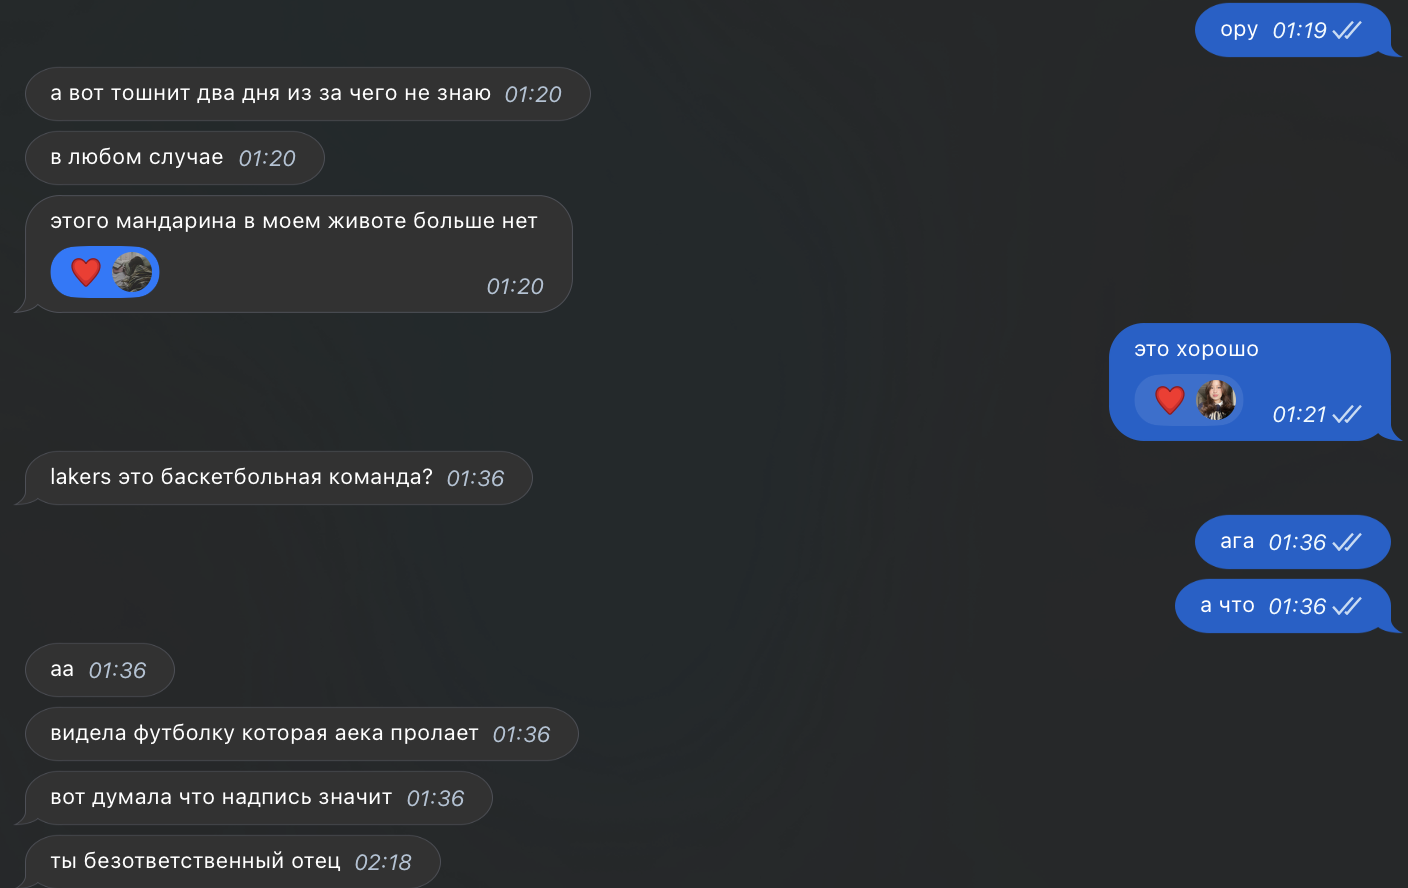 ору 01:19
а вот тошнит два дня из за чего не знаю 01:20
в любом случае 01:20
этого мандарина в моем животе больше нет
01:20
это хорошо
01:21
lakers это баскетбольная команда? 01:36
ага 01:36
а что 01:36
аа 01:36
видела футболку которая аека пролает 01:36
вот думала что надпись значит 01:36
ты безответственный отец 02:18